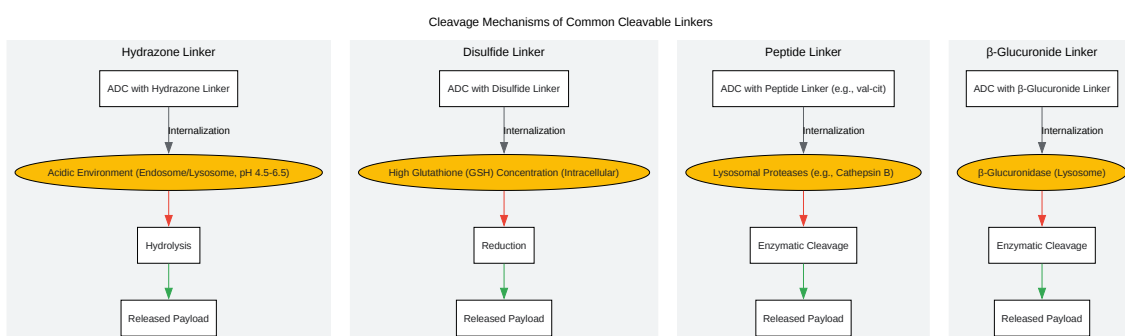 Cleavage Mechanisms of Common Cleavable Linkers
Hydrazone Linker
ADC with Hydrazone Linker
Internalization
Acidic Environment (Endosome/Lysosome, pH 4.5-6.5)
Hydrolysis
Released Payload
Disulfide Linker
ADC with Disulfide Linker
Internalization
High Glutathione (GSH) Concentration (Intracellular)
Reduction
Released Payload
Peptide Linker
ADC with Peptide Linker (e.g., val-cit)
Internalization
Lysosomal Proteases (e.g., Cathepsin B)
Enzymatic Cleavage
Released Payload
β-Glucuronide Linker
ADC with β-Glucuronide Linker
Internalization
β-Glucuronidase (Lysosome)
Enzymatic Cleavage
Released Payload